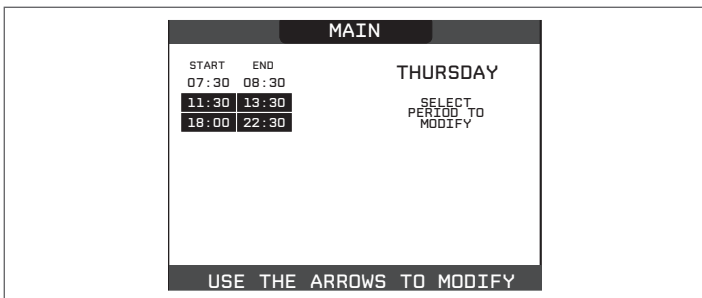 MAIN
START END
07:30 08:30
11:30 13:30
18:00 22:30
THURSDAY
SELECT
PERIOD TO
MODIFY
USE THE ARROWS TO MODIFY